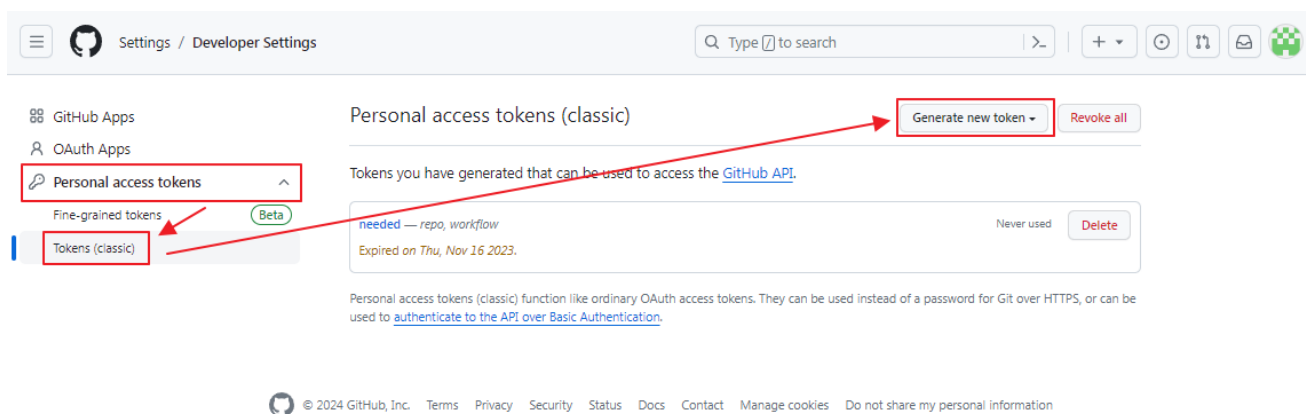 Settings / Developer Settings
Type / to search
GitHub Apps
OAuth Apps
Personal access tokens
Fine-grained tokens Beta
Tokens (classic)
Personal access tokens (classic)
Generate new token
Revoke all
Tokens you have generated that can be used to access the GitHub API.
needed — repo, workflow
Never used
Delete
Expired on Thu, Nov 16 2023.
Personal access tokens (classic) function like ordinary OAuth access tokens. They can be used instead of a password for Git over HTTPS, or can be
used to authenticate to the API over Basic Authentication.
© 2024 GitHub, Inc. Terms Privacy Security Status Docs Contact Manage cookies Do not share my personal information